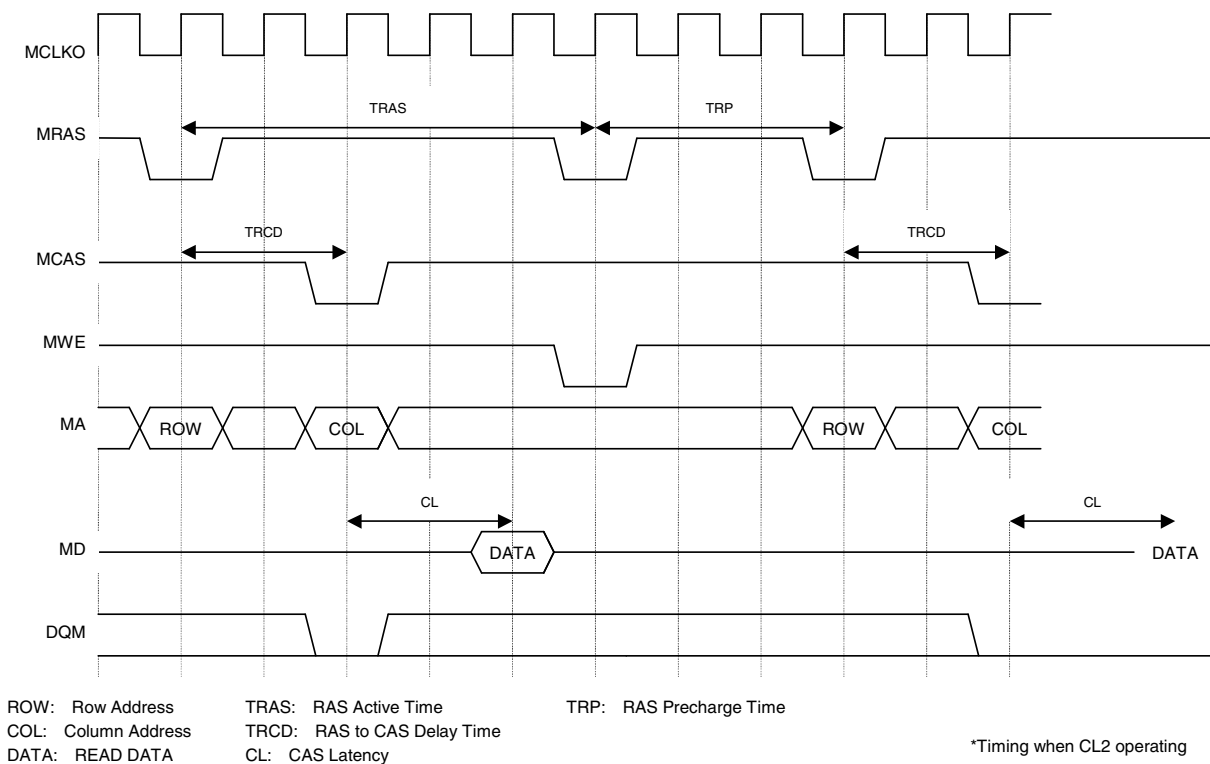 MCLKO
TRAS TRP
MRAS
TRCD TRCD
MCAS
MWE
MA ROW COL ROW COL
CL CL
MD DATA DATA
DQM
ROW: Row Address TRAS: RAS Active Time TRP: RAS Precharge Time
COL: Column Address TRCD: RAS to CAS Delay Time
DATA: READ DATA CL: CAS Latency
*Timing when CL2 operating